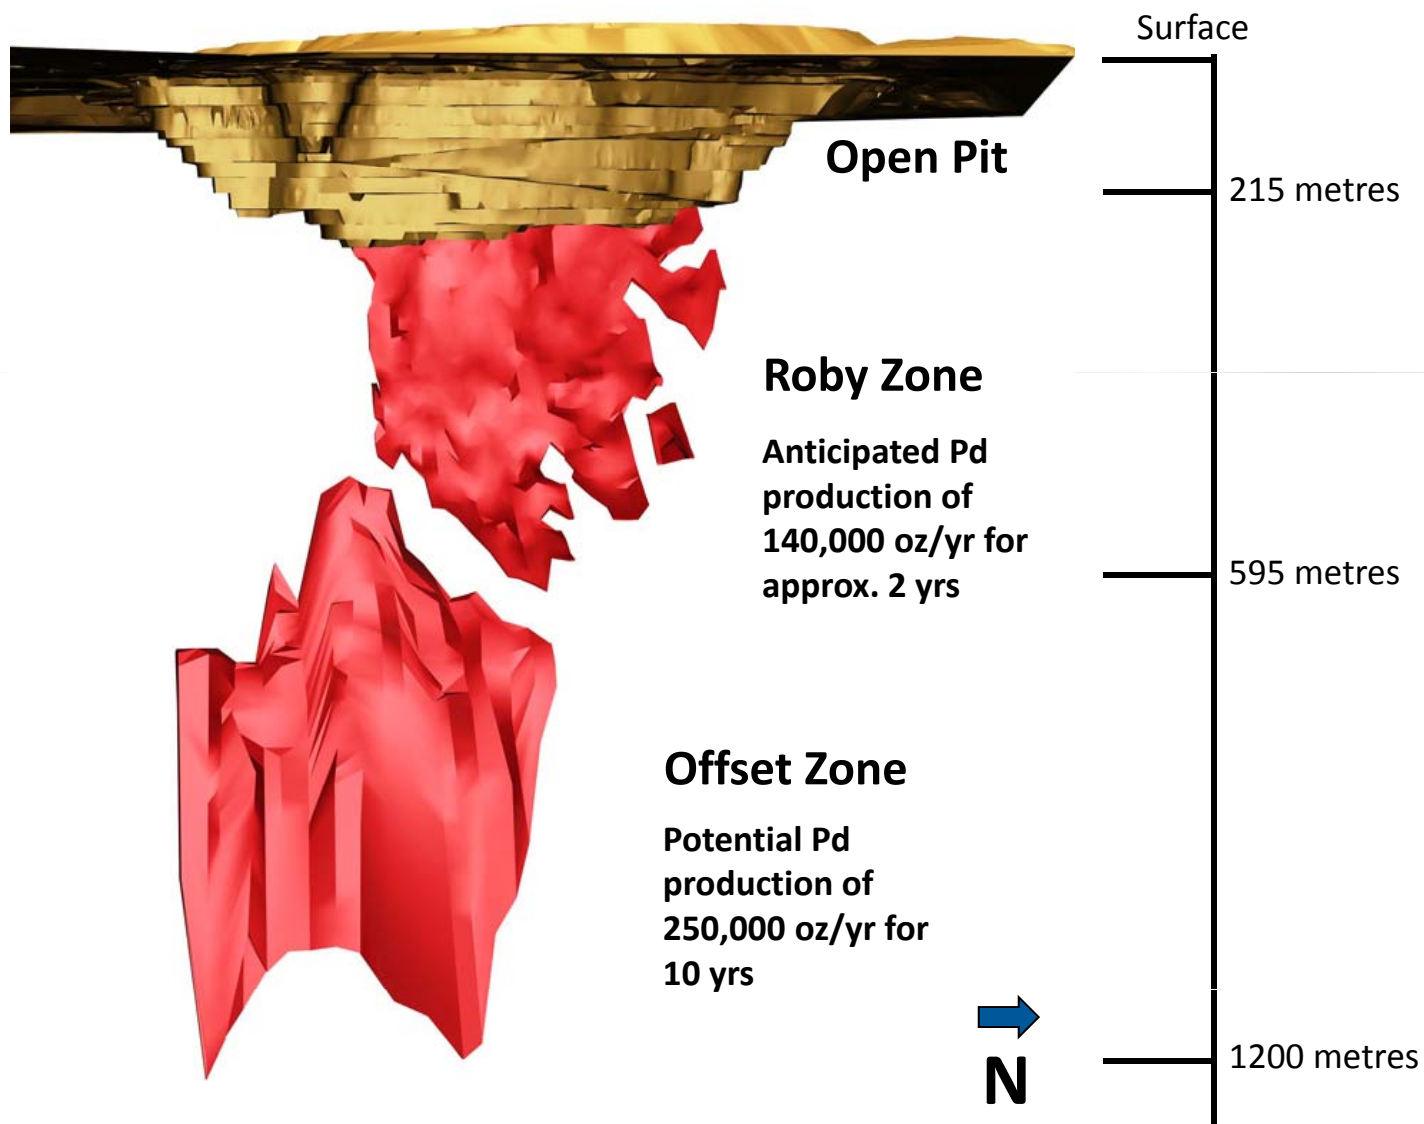 Surface
Open Pit
215 metres
Roby Zone
Anticipated Pd
production of
140,000 oz/yr for
approx. 2 yrs
595 metres
Offset Zone
Potential Pd
production of
250,000 oz/yr for
10 yrs
N
1200 metres